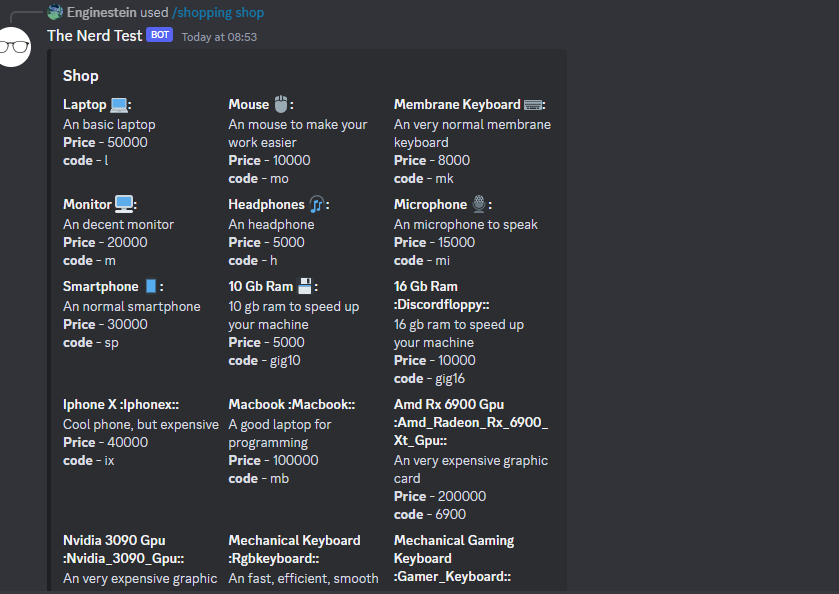 Enginestein used /shopping shop
The Nerd Test BOT Today at 08:53
Shop
Laptop 💻:
An basic laptop
Price - 50000
code - l
Mouse 🖱️:
An mouse to make your
work easier
Price - 10000
code - mo
Membrane Keyboard ⌨️:
An very normal membrane
keyboard
Price - 8000
code - mk
Monitor 🖥️:
An decent monitor
Price - 20000
code - m
Headphones 🎧:
An headphone
Price - 5000
code - h
Microphone 🎙️:
An microphone to speak
Price - 15000
code - mi
Smartphone 📱:
An normal smartphone
Price - 30000
code - sp
10 Gb Ram 💾:
10 gb ram to speed up
your machine
Price - 5000
code - gig10
16 Gb Ram
:Discordfloppy::
16 gb ram to speed up
your machine
Price - 10000
code - gig16
Iphone X :Iphonex::
Cool phone, but expensive
Price - 40000
code - ix
Macbook :Macbook::
A good laptop for
programming
Price - 100000
code - mb
Amd Rx 6900 Gpu
:Amd_Radeon_Rx_6900_
Xt_Gpu::
An very expensive graphic
card
Price - 200000
code - 6900
Nvidia 3090 Gpu
:Nvidia_3090_Gpu::
An very expensive graphic
Mechanical Keyboard
:Rgbkeyboard::
An fast, efficient, smooth
Mechanical Gaming
Keyboard
:Gamer_Keyboard::